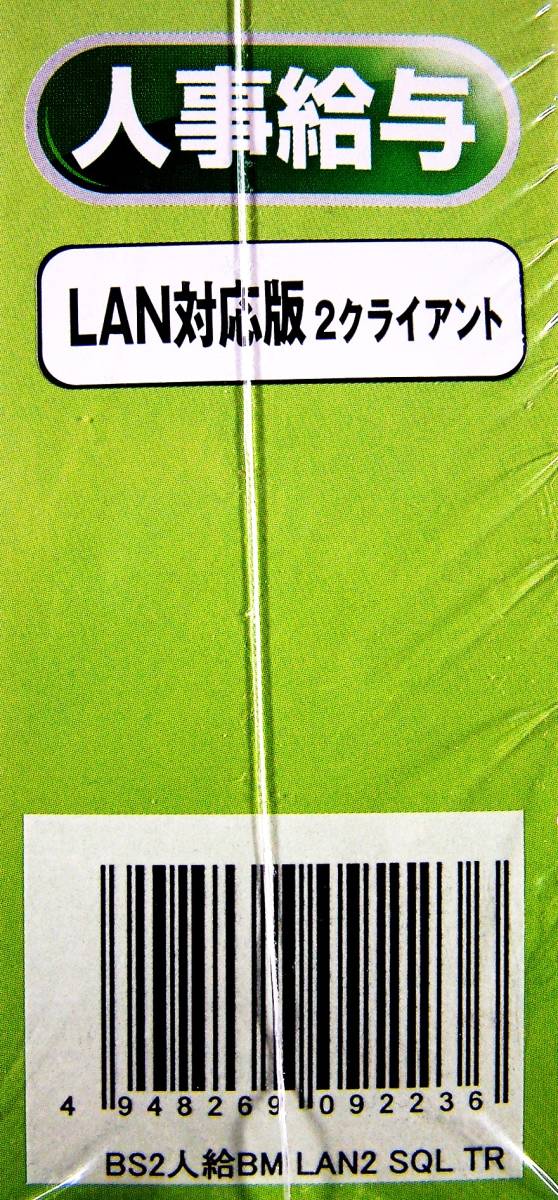 人事給与
LAN対応版 2クライアント
4 948269 092236
BS2人給BM LAN2 SQL TR